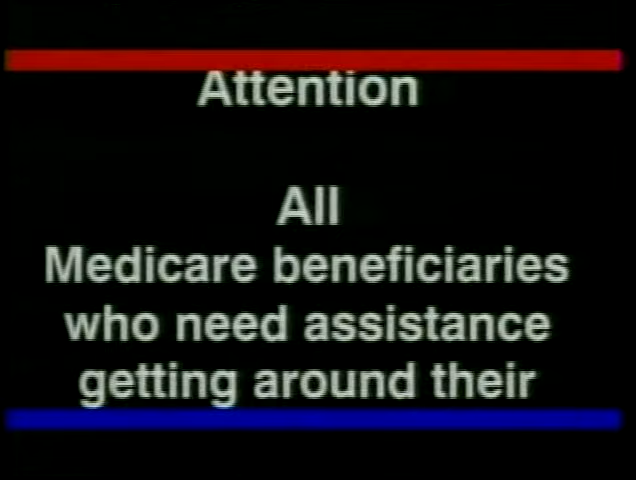 Attention
All
Medicare beneficiaries
who need assistance
getting around their